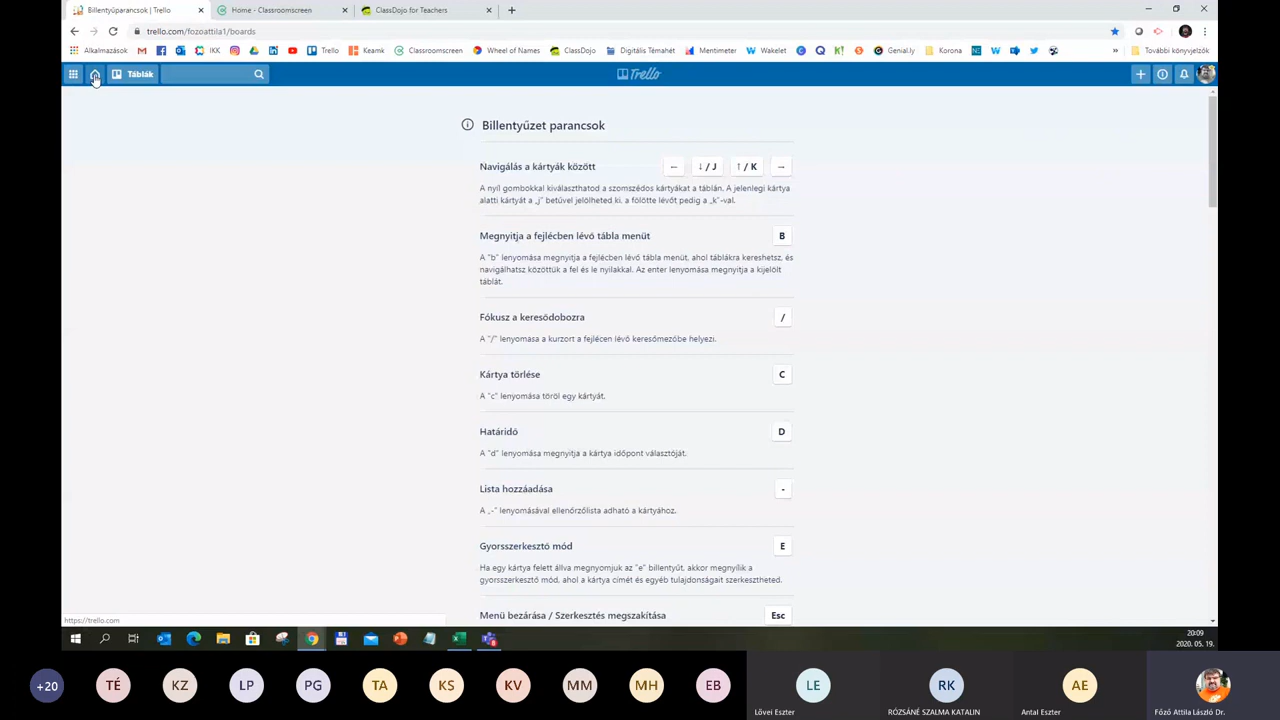 Billentyűparancsok | Trello
Home - Classroomscreen
ClassDojo for Teachers
trello.com/fozoattila1/boards
Alkalmazások
IKK
Trello
Keamk
Classroomscreen
Wheel of Names
ClassDojo
Digitális Témahét
Mentimeter
Wakelet
Genial.ly
Korona
További könyvjelzők
Táblák
Trello
Billentyűzet parancsok
Navigálás a kártyák között
← ↓ / J ↑ / K →
A nyíl gombokkal kiválaszthatod a szomszédos kártyákat a táblán. A jelenlegi kártya
alatti kártyát a „j” betűvel jelölheted ki, a fölötte lévőt pedig a „k”-val.
Megnyitja a fejlécben lévő tábla menüt
B
A "b" lenyomása megnyitja a fejlécben lévő tábla menüt, ahol táblákra kereshetsz, és
navigálhatsz közöttük a fel és le nyilakkal. Az enter lenyomása megnyitja a kijelölt
táblát.
Fókusz a keresődobozra
/
A "/" lenyomása a kurzort a fejlécen lévő keresőmezőbe helyezi.
Kártya törlése
C
A "c" lenyomása töröl egy kártyát.
Határidő
D
A "d" lenyomása megnyitja a kártya időpont választóját.
Lista hozzáadása
-
A „-” lenyomásával ellenőrzőlista adható a kártyához.
Gyorsszerkesztő mód
E
Ha egy kártya felett állva megnyomjuk az "e" billentyűt, akkor megnyílik a
gyorsszerkesztő mód, ahol a kártya címét és egyéb tulajdonságait szerkesztheted.
Menü bezárása / Szerkesztés megszakítása
Esc
https://trello.com
20:09
2020. 05. 19.
+20
TÉ
KZ
LP
PG
TA
KS
KV
MM
MH
EB
LE
RK
AE
Lövei Eszter
RÓZSÁNÉ SZALMA KATALIN
Antal Eszter
Főző Attila László Dr.